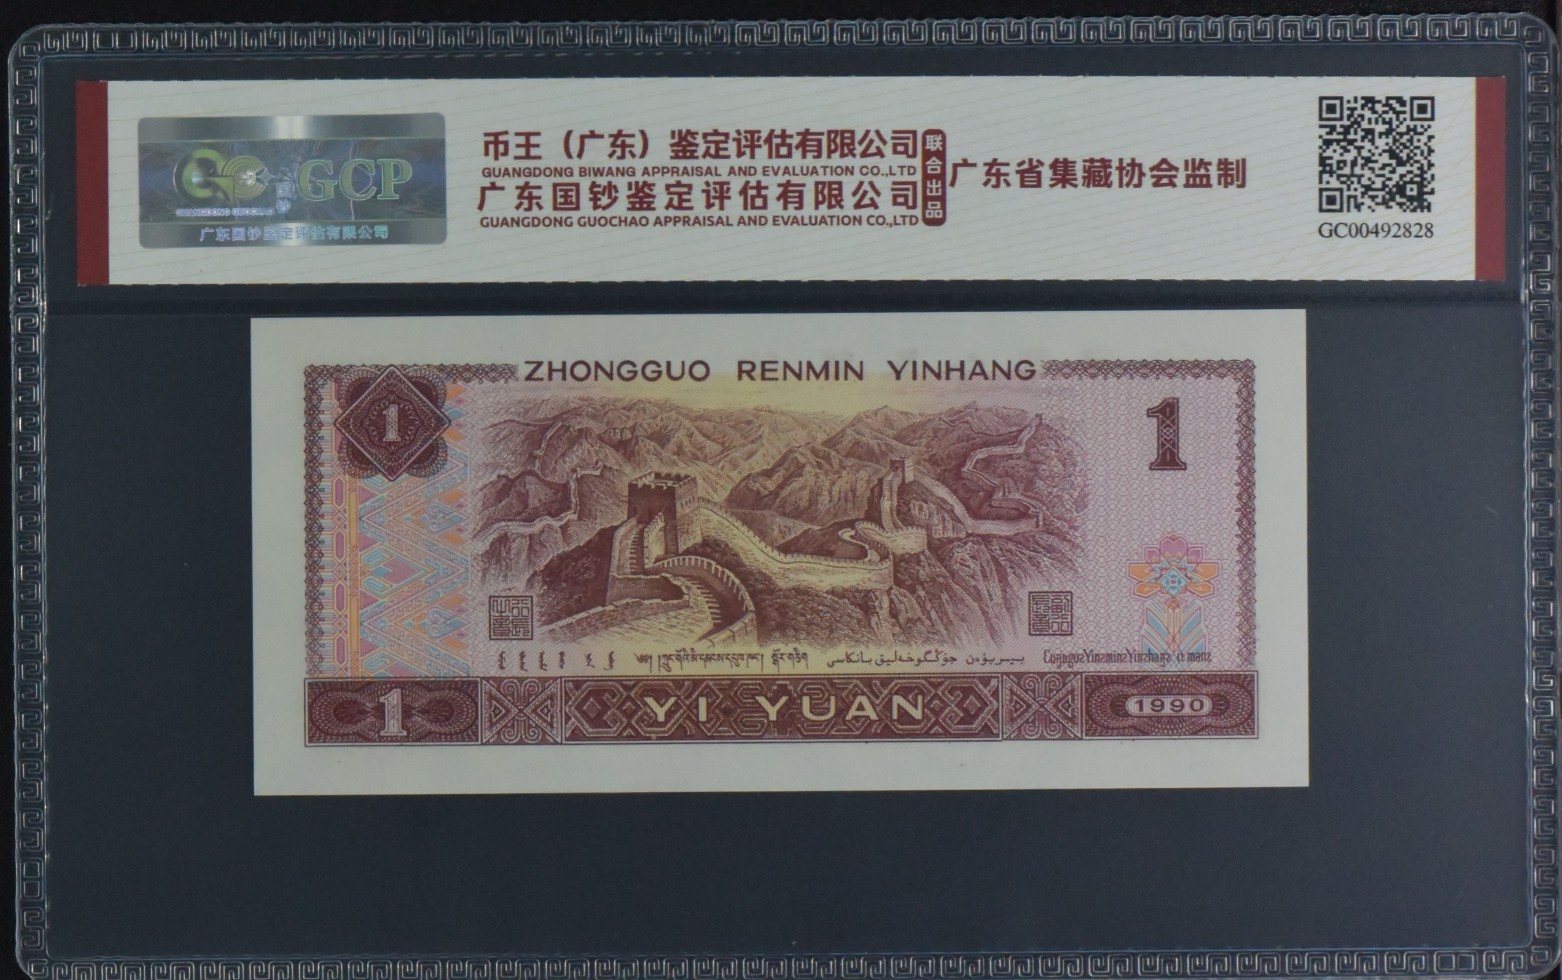 GCP
GUANGDONG GUOCHAO
广东国钞鉴定评估有限公司
币王（广东）鉴定评估有限公司
GUANGDONG BIWANG APPRAISAL AND EVALUATION CO.,LTD
广东国钞鉴定评估有限公司
GUANGDONG GUOCHAO APPRAISAL AND EVALUATION CO.,LTD
联合出品
广东省集藏协会监制
GC00492828
ZHONGGUO RENMIN YINHANG
1
1
YI YUAN
1
1990